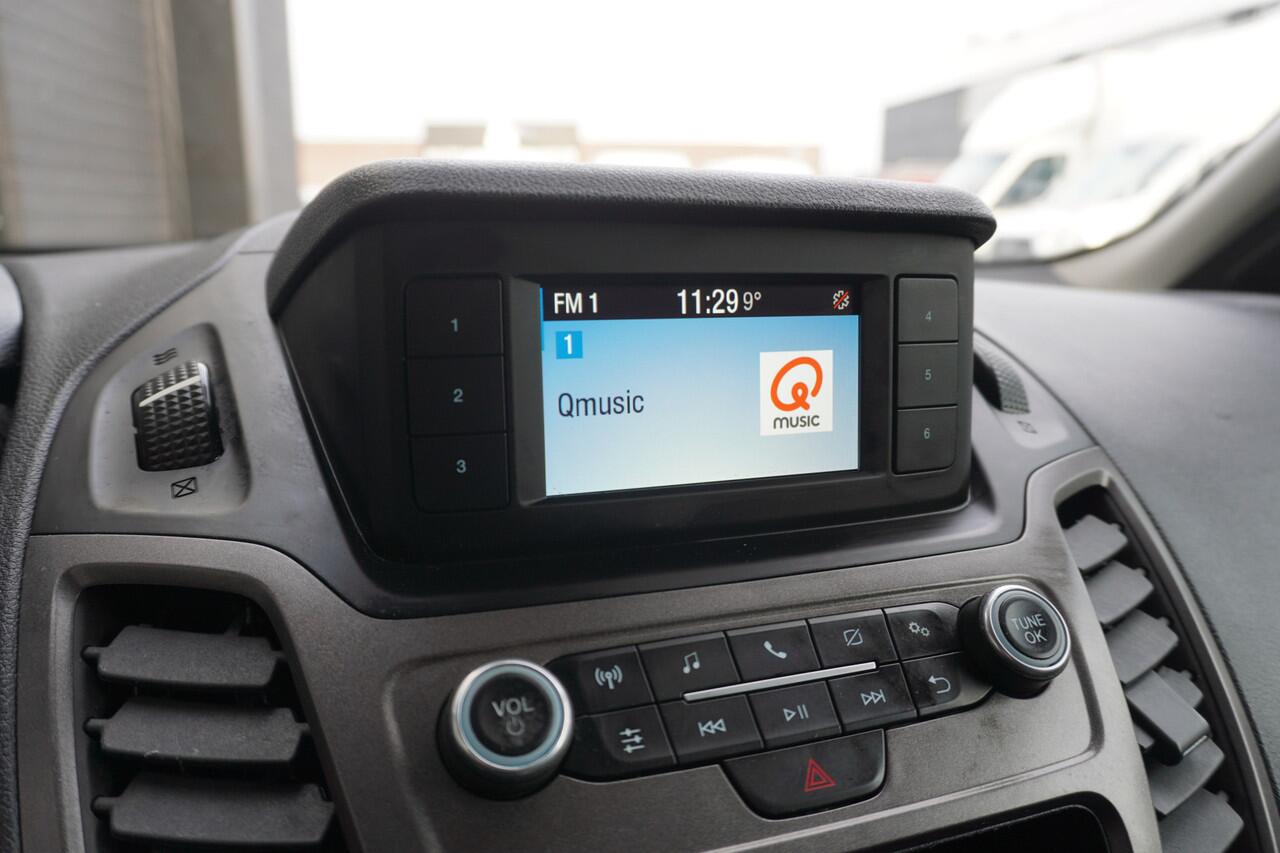 FM 1 11:29 9°
1
Qmusic
MUSIC
1
2
3
4
5
6
VOL
TUNE
OK